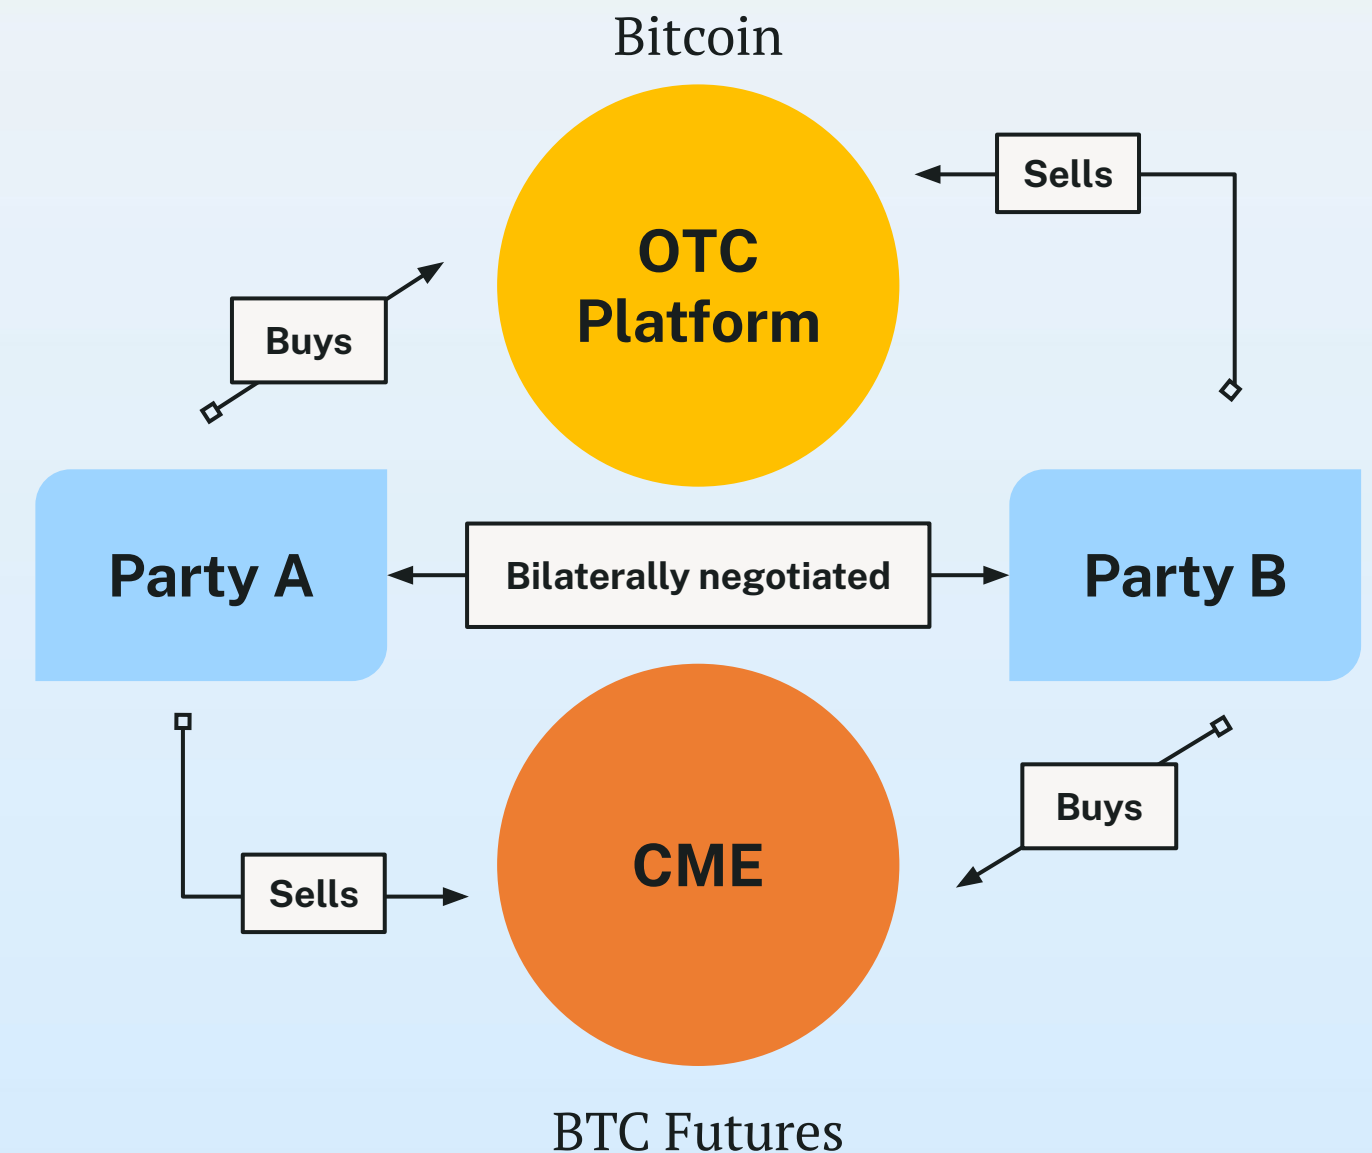 Bitcoin
Sells
OTC
Platform
Buys
Party A
Bilaterally negotiated
Party B
Buys
CME
Sells
BTC Futures